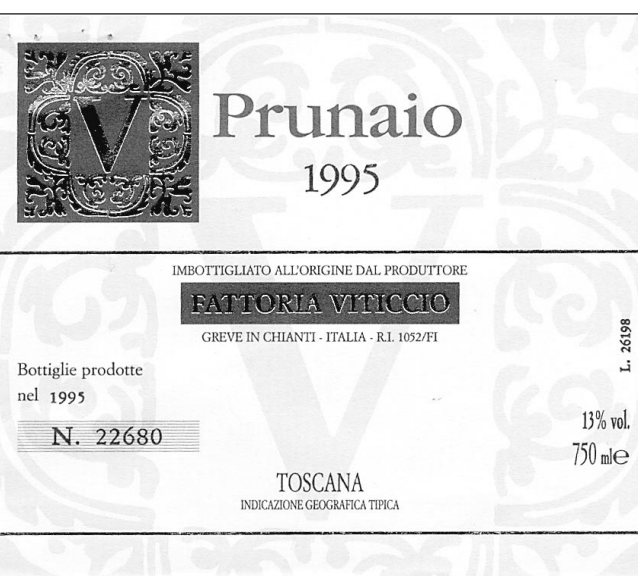 V
Prunaio
1995
IMBOTTIGLIATO ALL'ORIGINE DAL PRODUTTORE
FATTORIA VITICCIO
GREVE IN CHIANTI - ITALIA - R.I. 1052/FI
L. 26198
Bottiglie prodotte
nel 1995
N. 22680
13% vol.
750 mle
TOSCANA
INDICAZIONE GEOGRAFICA TIPICA